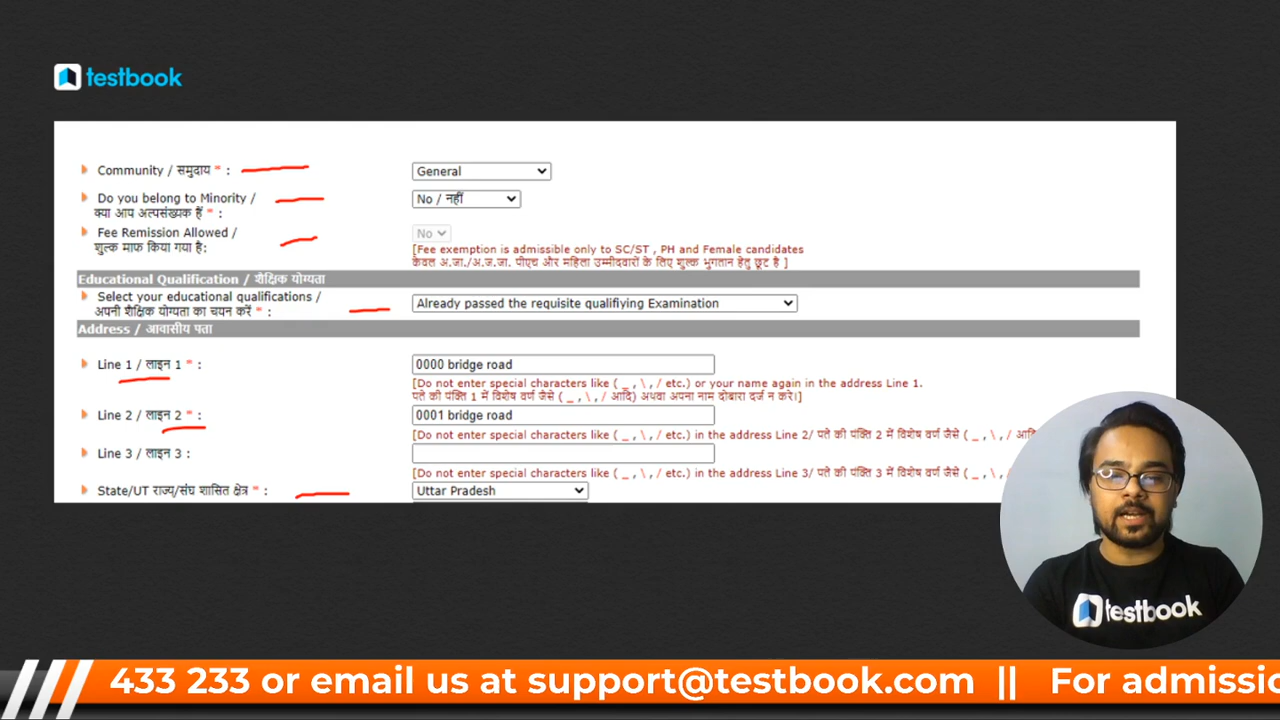 testbook
Community / समुदाय * :
General
Do you belong to Minority /
क्या आप अल्पसंख्यक हैं * :
No / नहीं
Fee Remission Allowed /
शुल्क माफ किया गया है:
No
[Fee exemption is admissible only to SC/ST , PH and Female candidates
केवल अ.जा./अ.ज.जा. पीएच और महिला उम्मीदवारों के लिए शुल्क भुगतान हेतु छूट है ]
Educational Qualification / शैक्षिक योग्यता
Select your educational qualifications /
अपनी शैक्षिक योग्यता का चयन करें * :
Already passed the requisite qualifiying Examination
Address / आवासीय पता
Line 1 / लाइन 1 * :
0000 bridge road
[Do not enter special characters like ( _ , \ , / etc.) or your name again in the address Line 1.
पते की पंक्ति 1 में विशेष वर्ण जैसे ( _ , \ , / आदि) अथवा अपना नाम दोबारा दर्ज न करे।]
Line 2 / लाइन 2 * :
0001 bridge road
[Do not enter special characters like ( _ , \ , / etc.) in the address Line 2/ पते की पंक्ति 2 में विशेष वर्ण जैसे ( _ , \ , / आदि
Line 3 / लाइन 3 :
[Do not enter special characters like ( _ , \ , / etc.) in the address Line 3/ पते की पंक्ति 3 में विशेष वर्ण जैसे ( _ , \ ,
State/UT राज्य/संघ शासित क्षेत्र * :
Uttar Pradesh
testbook
433 233 or email us at support@testbook.com || For admissio